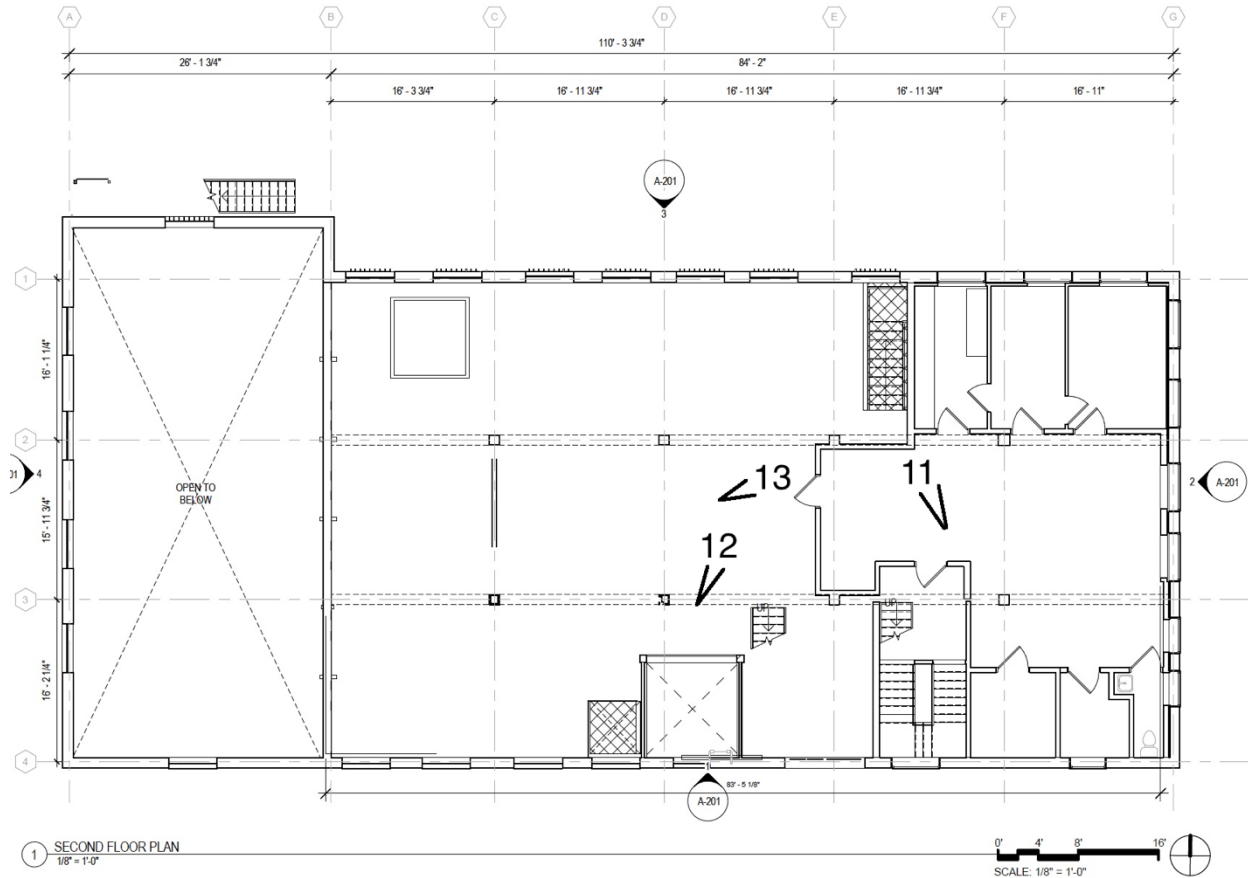 A B C D E F G
110' - 3 3/4"
26' - 1 3/4" 84' - 2"
16' - 3 3/4" 16' - 11 3/4" 16' - 11 3/4" 16' - 11 3/4" 16' - 11"
A-201
3
1
16' - 1 1/4"
2
01 4
OPEN TO
BELOW
13
11
2 A-201
15' - 11 3/4"
12
3
UP
UP
16' - 2 1/4"
4
1
83' - 5 1/8"
A-201
1 SECOND FLOOR PLAN
1/8" = 1'-0"
0' 4' 8' 16'
SCALE: 1/8" = 1'-0"